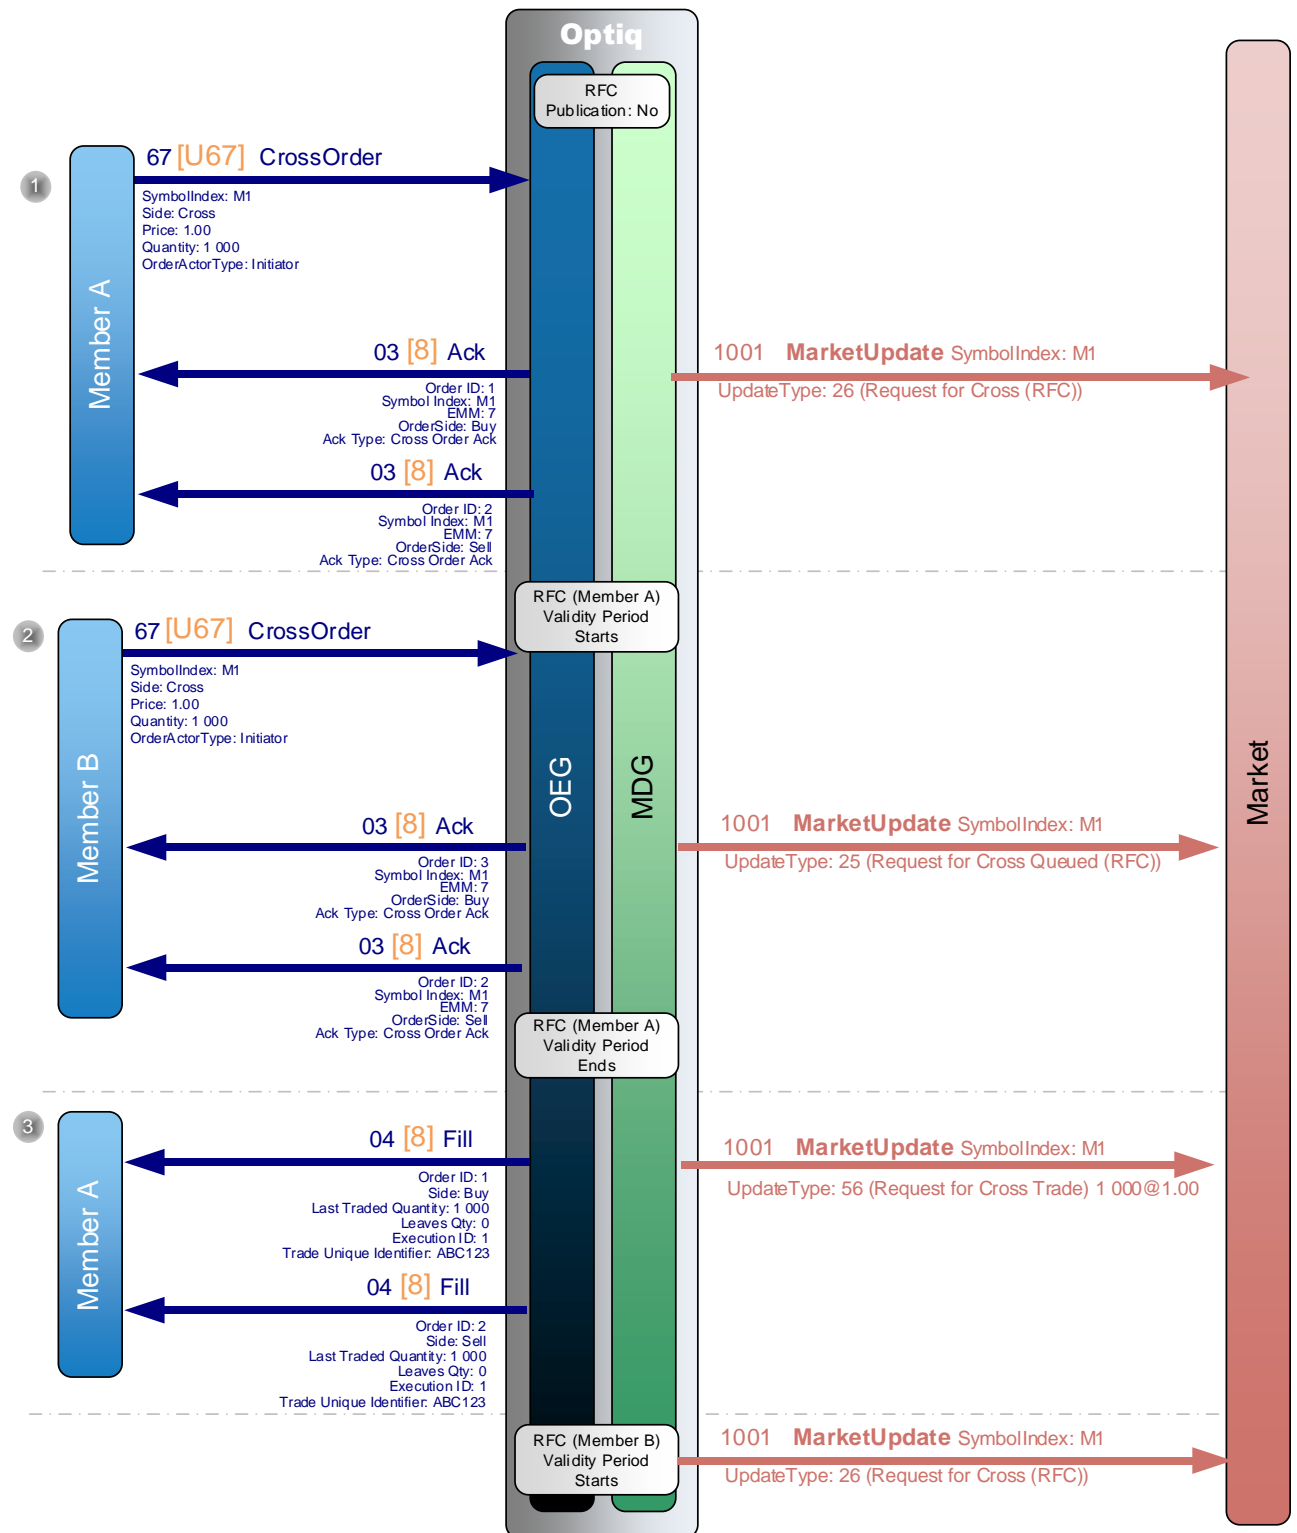 Optiq
RFC
Publication: No
1
Member A
67 [U67] CrossOrder
SymbolIndex: M1
Side: Cross
Price: 1.00
Quantity: 1 000
OrderActorType: Initiator
03 [8] Ack
Order ID: 1
Symbol Index: M1
EMM: 7
OrderSide: Buy
Ack Type: Cross Order Ack
1001 MarketUpdate SymbolIndex: M1
UpdateType: 26 (Request for Cross (RFC))
03 [8] Ack
Order ID: 2
Symbol Index: M1
EMM: 7
OrderSide: Sell
Ack Type: Cross Order Ack
RFC (Member A)
Validity Period
Starts
2
Member B
67 [U67] CrossOrder
SymbolIndex: M1
Side: Cross
Price: 1.00
Quantity: 1 000
OrderActorType: Initiator
OEG
MDG
Market
03 [8] Ack
Order ID: 3
Symbol Index: M1
EMM: 7
OrderSide: Buy
Ack Type: Cross Order Ack
1001 MarketUpdate SymbolIndex: M1
UpdateType: 25 (Request for Cross Queued (RFC))
03 [8] Ack
Order ID: 2
Symbol Index: M1
EMM: 7
OrderSide: Sell
Ack Type: Cross Order Ack
RFC (Member A)
Validity Period
Ends
3
Member A
04 [8] Fill
Order ID: 1
Side: Buy
Last Traded Quantity: 1 000
Leaves Qty: 0
Execution ID: 1
Trade Unique Identifier: ABC123
1001 MarketUpdate SymbolIndex: M1
UpdateType: 56 (Request for Cross Trade) 1 000@1.00
04 [8] Fill
Order ID: 2
Side: Sell
Last Traded Quantity: 1 000
Leaves Qty: 0
Execution ID: 1
Trade Unique Identifier: ABC123
RFC (Member B)
Validity Period
Starts
1001 MarketUpdate SymbolIndex: M1
UpdateType: 26 (Request for Cross (RFC))